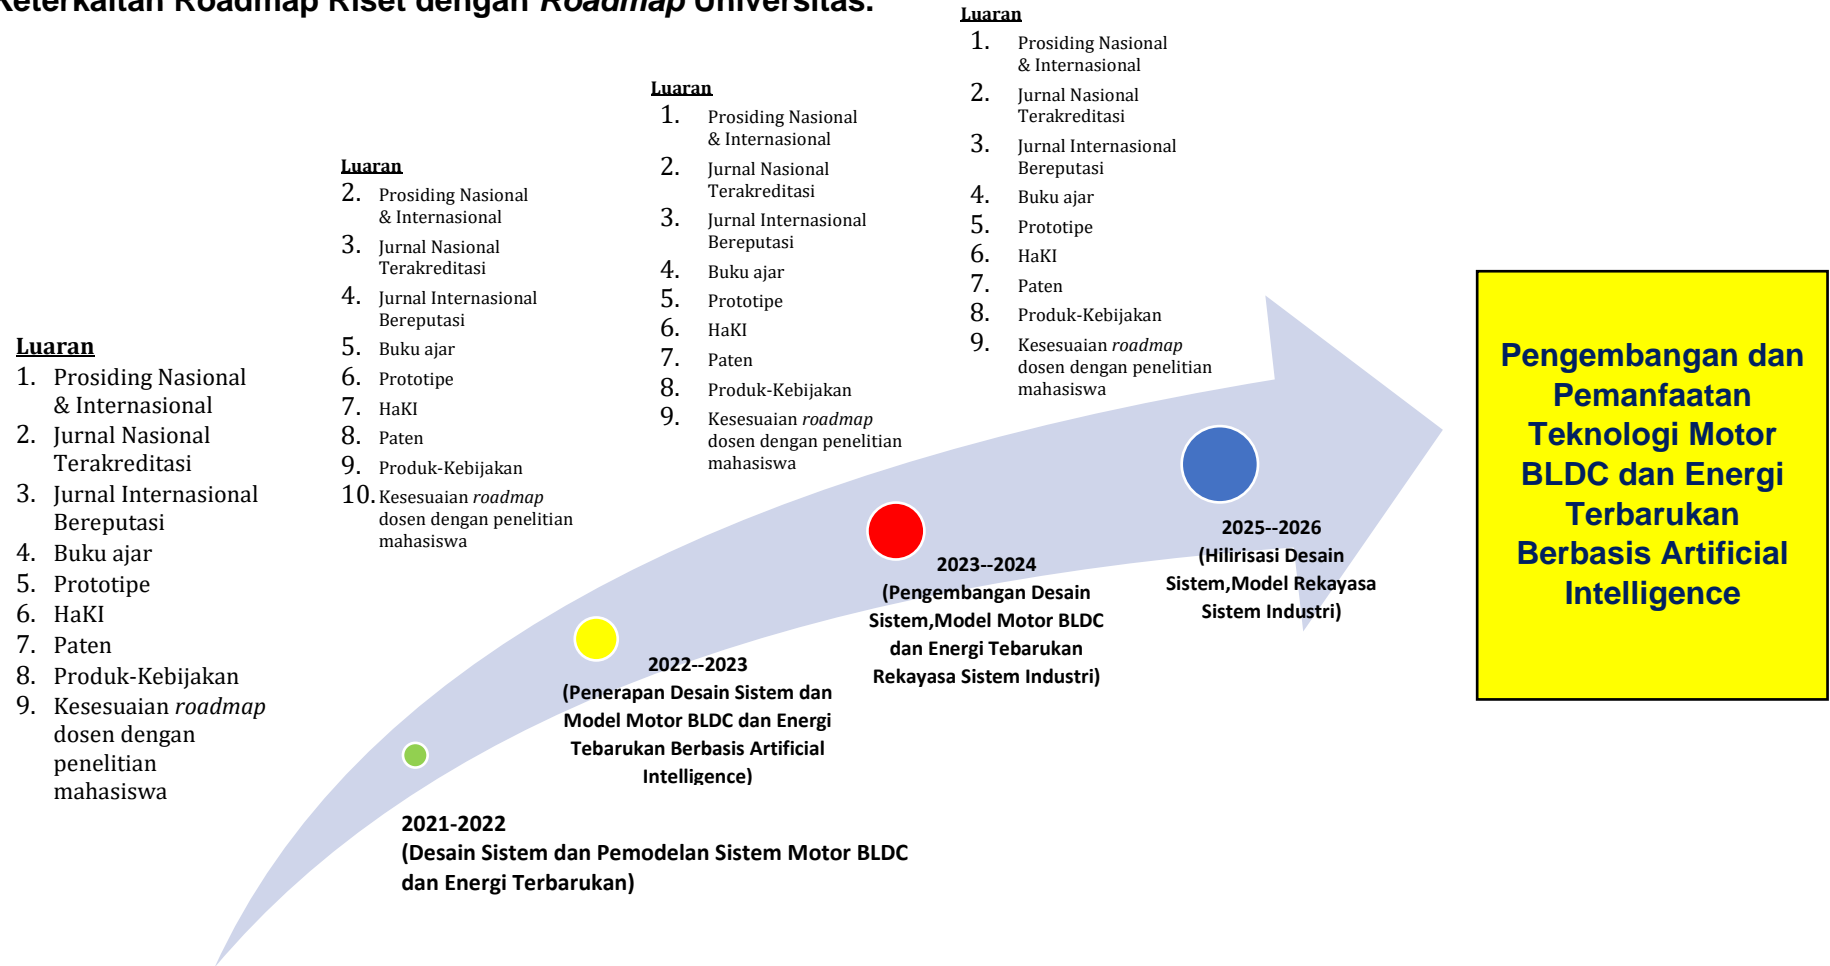 Keterkaitan Roadmap Riset dengan Roadmap Universitas.
Luaran
1. Prosiding Nasional
& Internasional
2. Jurnal Nasional
Terakreditasi
3. Jurnal Internasional
Bereputasi
4. Buku ajar
5. Prototipe
6. HaKI
7. Paten
8. Produk-Kebijakan
9. Kesesuaian roadmap
dosen dengan
penelitian
mahasiswa
Luaran
2. Prosiding Nasional
& Internasional
3. Jurnal Nasional
Terakreditasi
4. Jurnal Internasional
Bereputasi
5. Buku ajar
6. Prototipe
7. HaKI
8. Paten
9. Produk-Kebijakan
10. Kesesuaian roadmap
dosen dengan penelitian
mahasiswa
Luaran
1. Prosiding Nasional
& Internasional
2. Jurnal Nasional
Terakreditasi
3. Jurnal Internasional
Bereputasi
4. Buku ajar
5. Prototipe
6. HaKI
7. Paten
8. Produk-Kebijakan
9. Kesesuaian roadmap
dosen dengan penelitian
mahasiswa
Luaran
1. Prosiding Nasional
& Internasional
2. Jurnal Nasional
Terakreditasi
3. Jurnal Internasional
Bereputasi
4. Buku ajar
5. Prototipe
6. HaKI
7. Paten
8. Produk-Kebijakan
9. Kesesuaian roadmap
dosen dengan penelitian
mahasiswa
2021-2022
(Desain Sistem dan Pemodelan Sistem Motor BLDC
dan Energi Terbarukan)
2022--2023
(Penerapan Desain Sistem dan
Model Motor BLDC dan Energi
Tebarukan Berbasis Artificial
Intelligence)
2023--2024
(Pengembangan Desain
Sistem,Model Motor BLDC
dan Energi Tebarukan
Rekayasa Sistem Industri)
2025--2026
(Hilirisasi Desain
Sistem,Model Rekayasa
Sistem Industri)
Pengembangan dan
Pemanfaatan
Teknologi Motor
BLDC dan Energi
Terbarukan
Berbasis Artificial
Intelligence